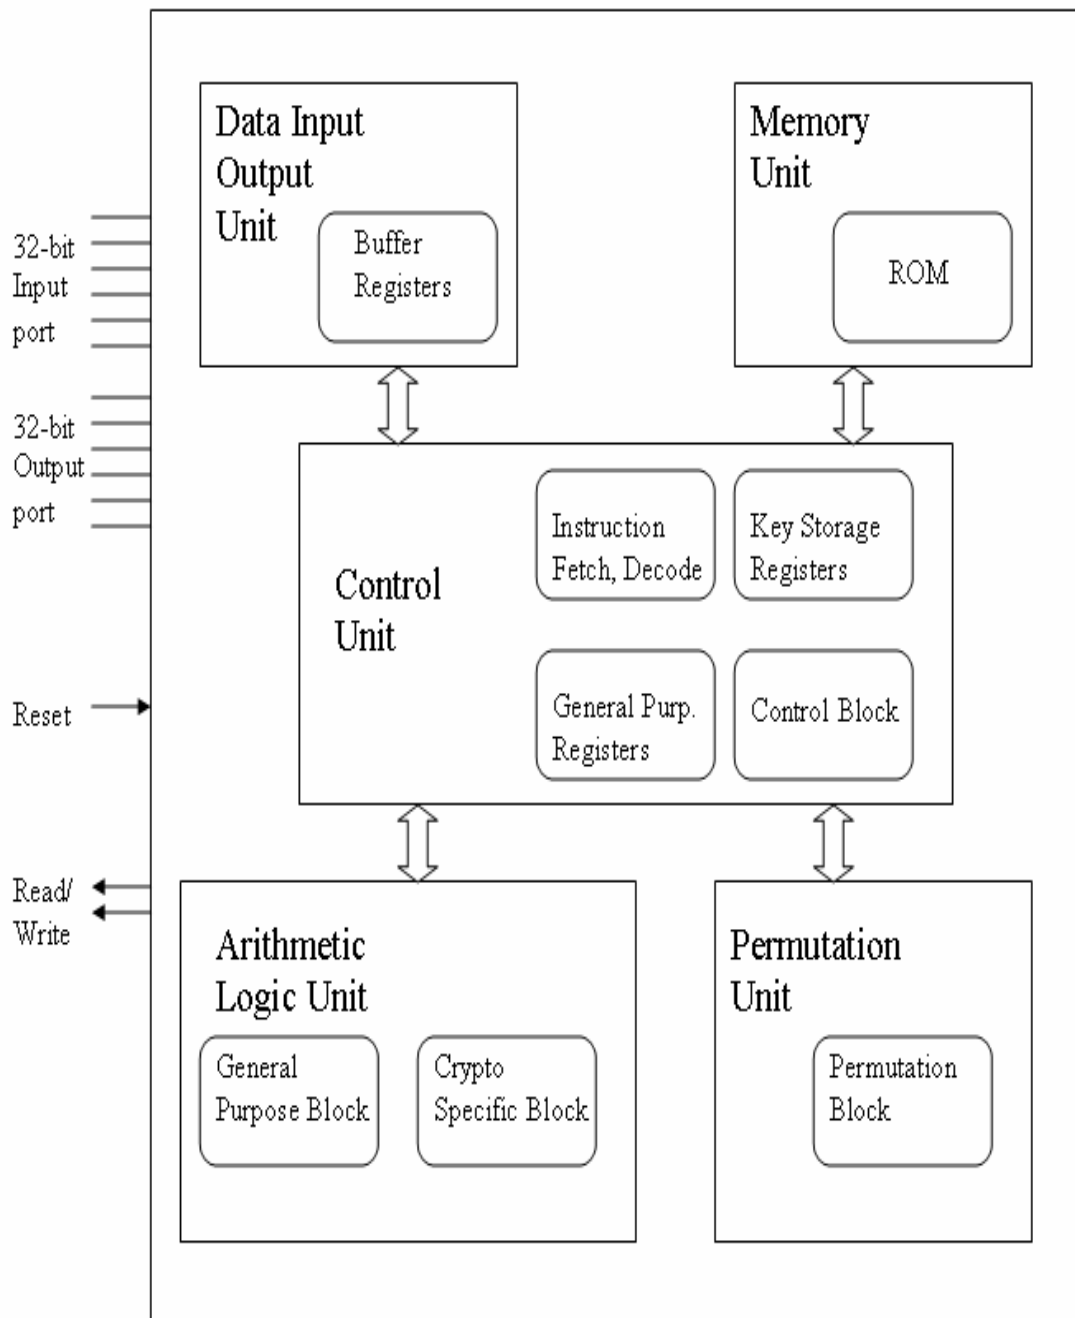 Data Input
Output
Unit
Buffer
Registers
Memory
Unit
ROM
32-bit
Input
port
32-bit
Output
port
Reset
Read/
Write
Control
Unit
Instruction
Fetch, Decode
Key Storage
Registers
General Purp.
Registers
Control Block
Arithmetic
Logic Unit
General
Purpose Block
Crypto
Specific Block
Permutation
Unit
Permutation
Block